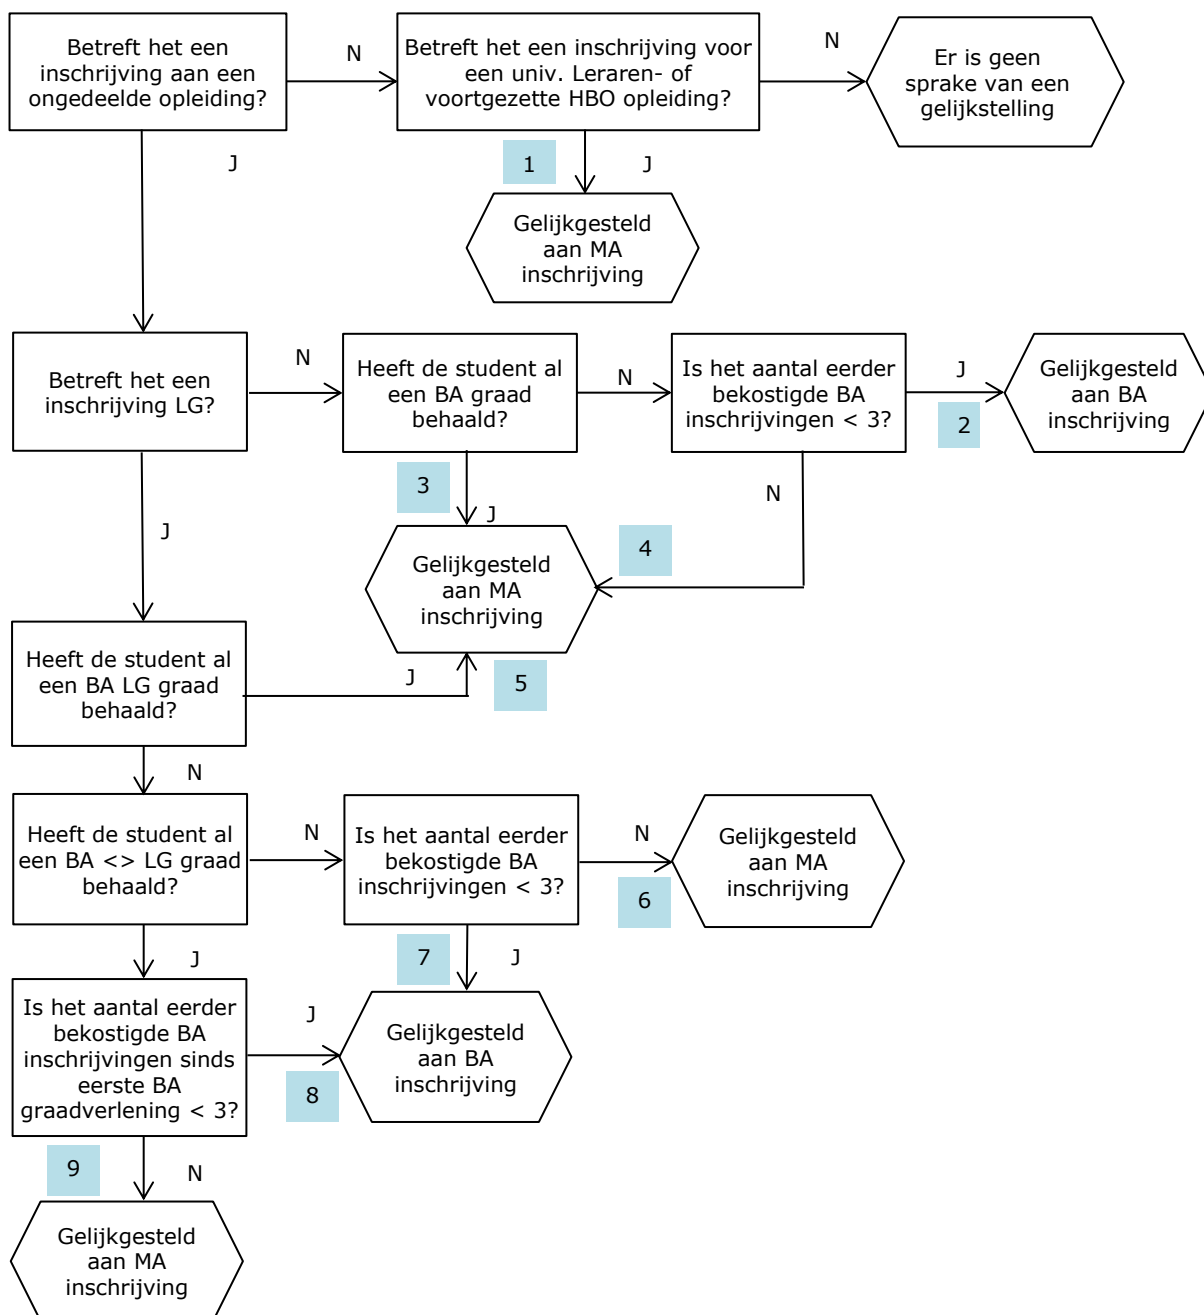 Betreft het een
inschrijving aan een
ongedeelde opleiding?
N
Betreft het een inschrijving voor
een univ. Leraren- of
voortgezette HBO opleiding?
N
Er is geen
sprake van een
gelijkstelling
J
1
J
Gelijkgesteld
aan MA
inschrijving
Betreft het een
inschrijving LG?
N
Heeft de student al
een BA graad
behaald?
N
Is het aantal eerder
bekostigde BA
inschrijvingen < 3?
J
2
Gelijkgesteld
aan BA
inschrijving
J
3
J
N
4
Gelijkgesteld
aan MA
inschrijving
Heeft de student al
een BA LG graad
behaald?
J
5
N
Heeft de student al
een BA <> LG graad
behaald?
N
Is het aantal eerder
bekostigde BA
inschrijvingen < 3?
N
6
Gelijkgesteld
aan MA
inschrijving
J
7
J
Is het aantal eerder
bekostigde BA
inschrijvingen sinds
eerste BA
graadverlening < 3?
J
8
Gelijkgesteld
aan BA
inschrijving
9
N
Gelijkgesteld
aan MA
inschrijving